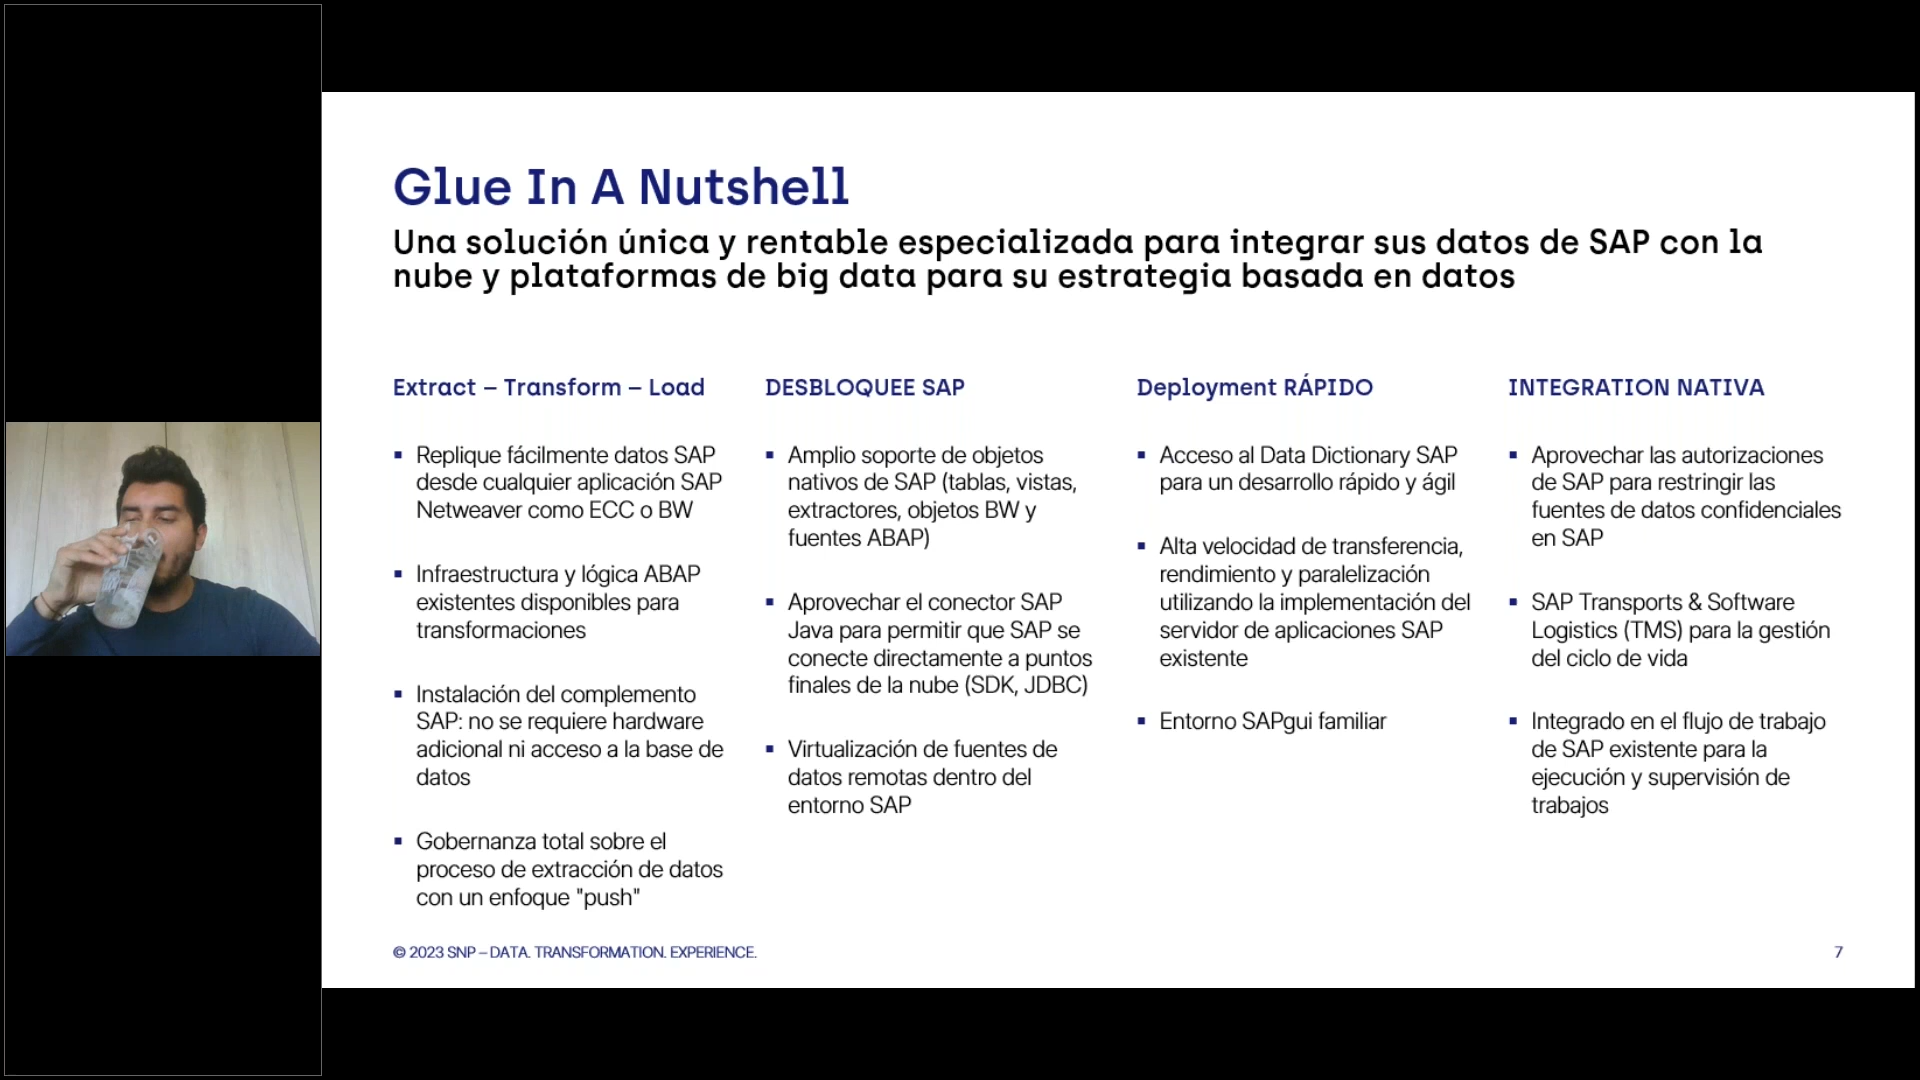 Glue In A Nutshell
Una solución única y rentable especializada para integrar sus datos de SAP con la
nube y plataformas de big data para su estrategia basada en datos
Extract – Transform – Load
▪ Replique fácilmente datos SAP
desde cualquier aplicación SAP
Netweaver como ECC o BW
▪ Infraestructura y lógica ABAP
existentes disponibles para
transformaciones
▪ Instalación del complemento
SAP: no se requiere hardware
adicional ni acceso a la base de
datos
▪ Gobernanza total sobre el
proceso de extracción de datos
con un enfoque "push"
DESBLOQUEE SAP
▪ Amplio soporte de objetos
nativos de SAP (tablas, vistas,
extractores, objetos BW y
fuentes ABAP)
▪ Aprovechar el conector SAP
Java para permitir que SAP se
conecte directamente a puntos
finales de la nube (SDK, JDBC)
▪ Virtualización de fuentes de
datos remotas dentro del
entorno SAP
Deployment RÁPIDO
▪ Acceso al Data Dictionary SAP
para un desarrollo rápido y ágil
▪ Alta velocidad de transferencia,
rendimiento y paralelización
utilizando la implementación del
servidor de aplicaciones SAP
existente
▪ Entorno SAPgui familiar
INTEGRATION NATIVA
▪ Aprovechar las autorizaciones
de SAP para restringir las
fuentes de datos confidenciales
en SAP
▪ SAP Transports & Software
Logistics (TMS) para la gestión
del ciclo de vida
▪ Integrado en el flujo de trabajo
de SAP existente para la
ejecución y supervisión de
trabajos
© 2023 SNP – DATA. TRANSFORMATION. EXPERIENCE.
7